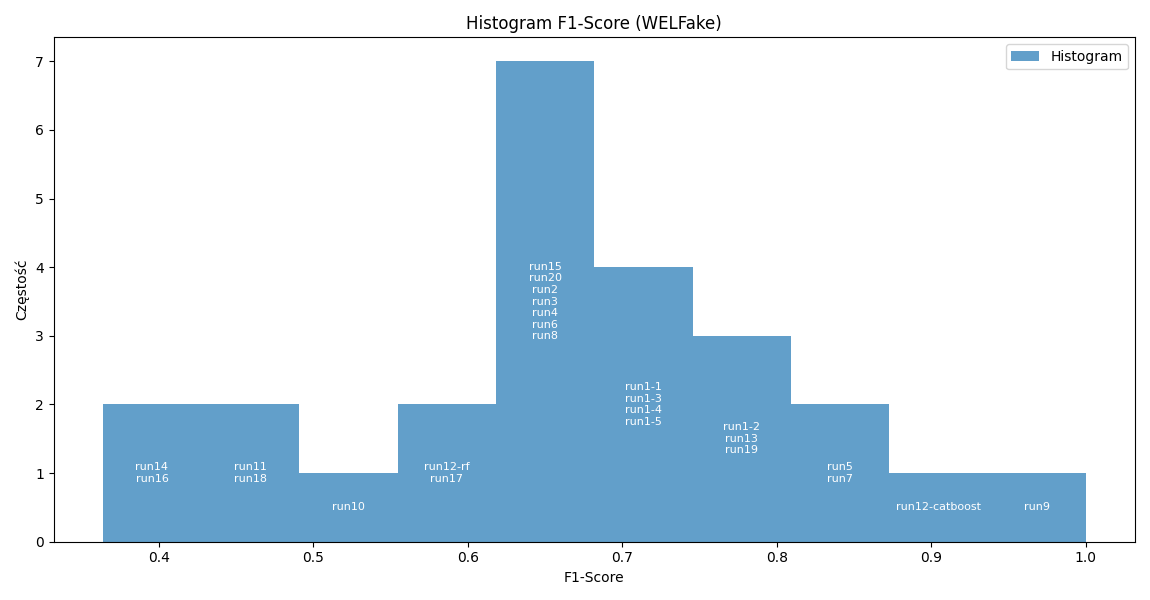 Histogram F1-Score (WELFake)
Histogram
Częstość
7
6
5
4
3
2
1
0
run14
run16
run11
run18
run10
run12-rf
run17
run15
run20
run2
run3
run4
run6
run8
run1-1
run1-3
run1-4
run1-5
run1-2
run13
run19
run5
run7
run12-catboost
run9
0.4 0.5 0.6 0.7 0.8 0.9 1.0
F1-Score